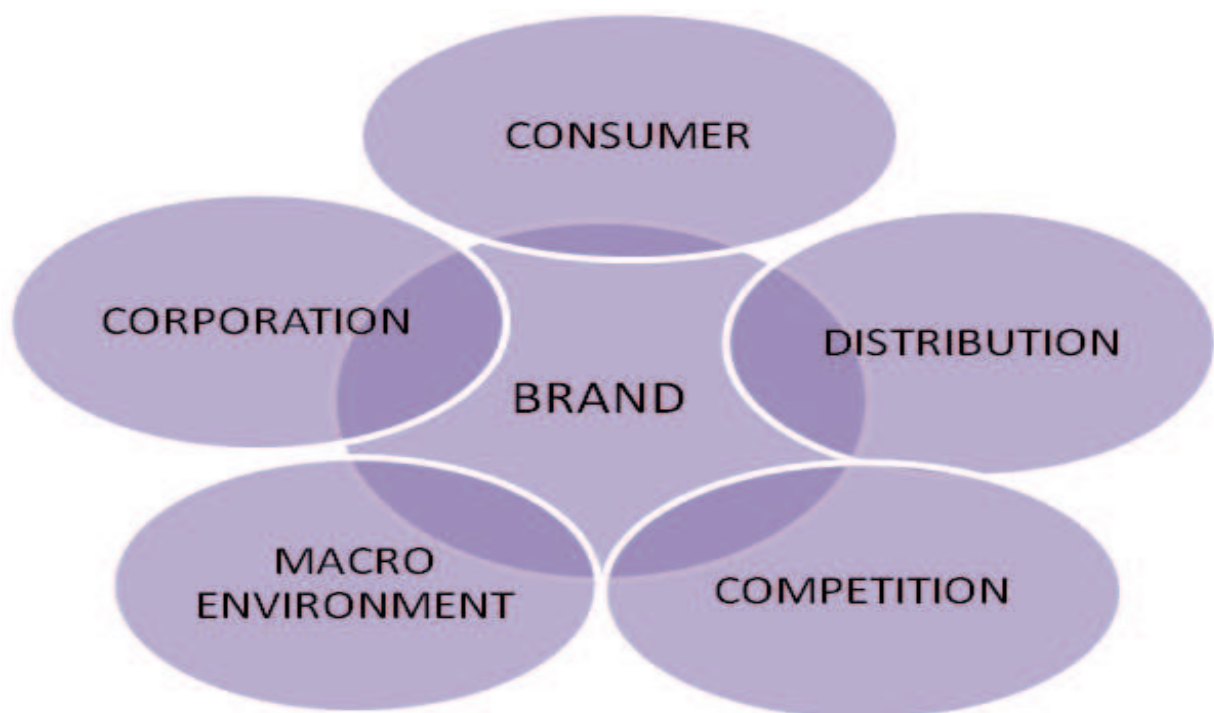 CONSUMER
CORPORATION
DISTRIBUTION
BRAND
MACRO
ENVIRONMENT
COMPETITION